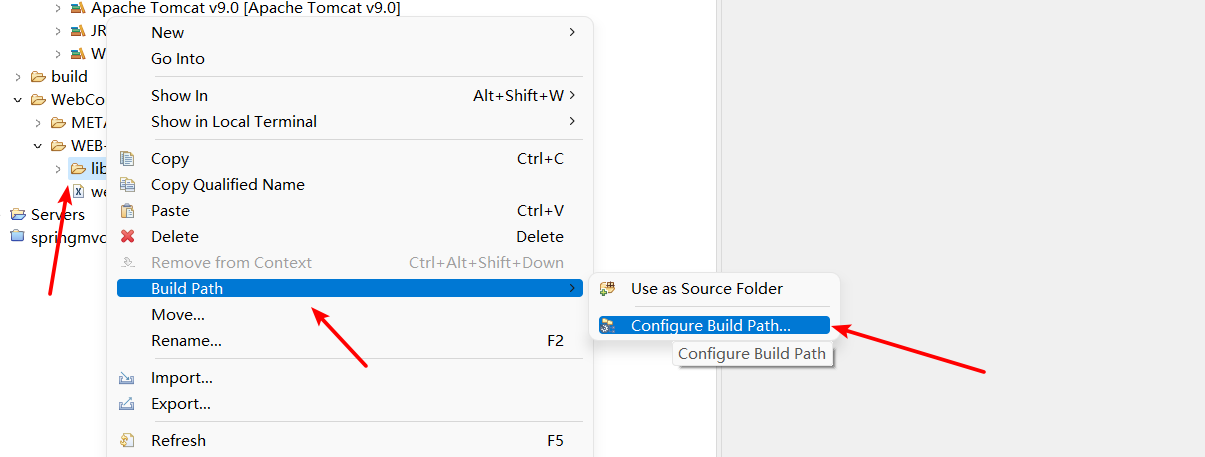 Apache Tomcat v9.0 [Apache Tomcat v9.0]
JR
W
build
WebCo
META
WEB-
lib
we
Servers
springmvc
New
Go Into
Show In Alt+Shift+W
Show in Local Terminal
Copy Ctrl+C
Copy Qualified Name
Paste Ctrl+V
Delete Delete
Remove from Context Ctrl+Alt+Shift+Down
Build Path
Move...
Rename... F2
Import...
Export...
Refresh F5
Use as Source Folder
Configure Build Path...
Configure Build Path